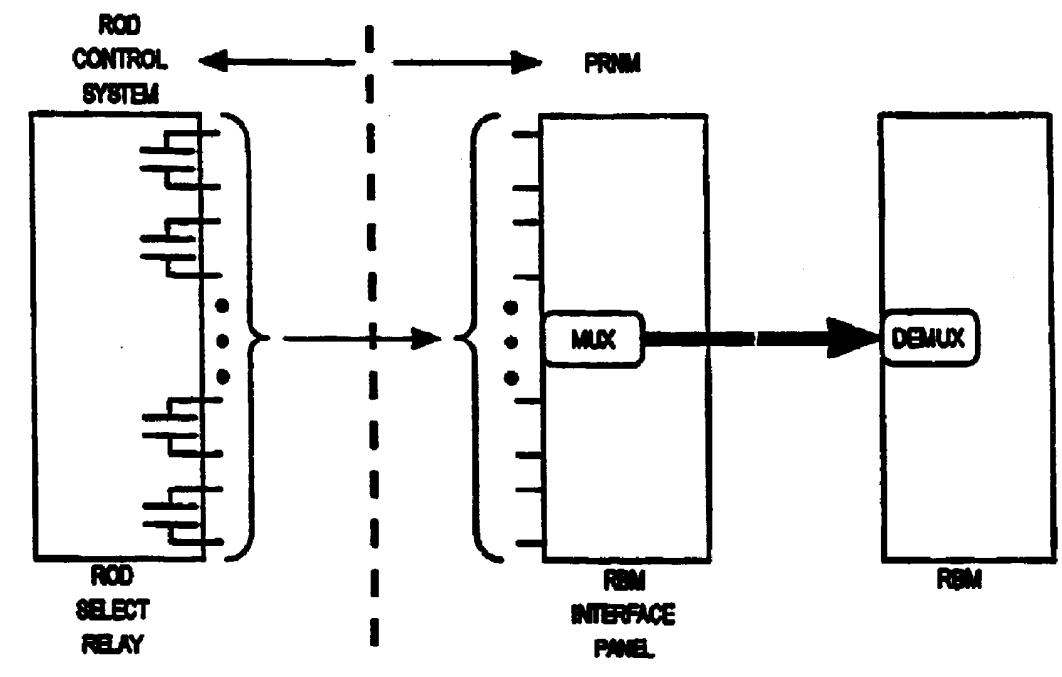 ROD
CONTROL
SYSTEM
PRNM
MUX
DEMUX
ROD
SELECT
RELAY
RBM
INTERFACE
PANEL
RBM